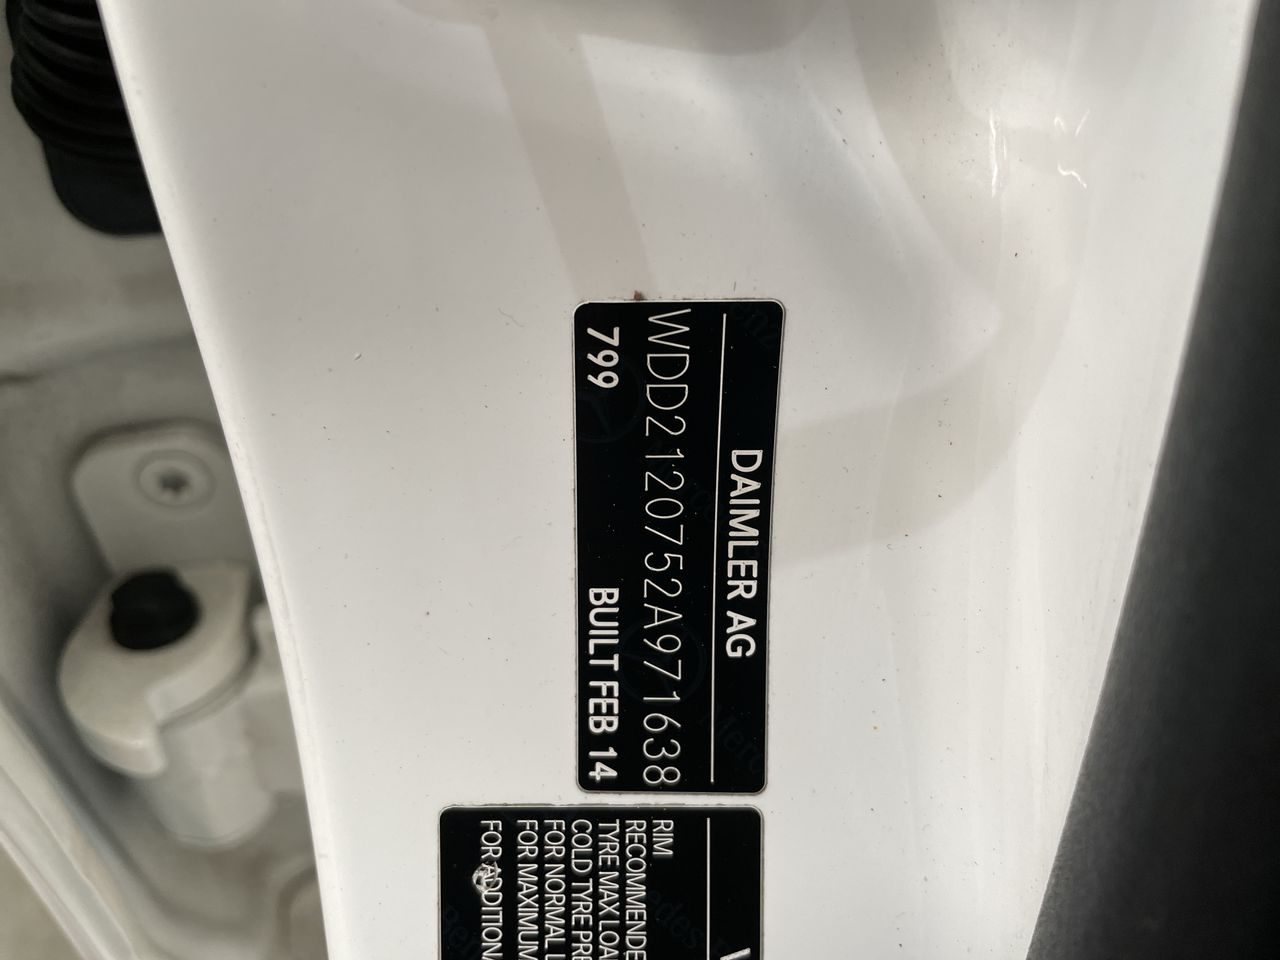 DAIMLER AG
WDD2120752A971638
799 BUILT FEB 14
RIM
RECOMMENDE
TYRE MAX LOA
COLD TYRE PRE
FOR NORMAL L
FOR MAXIMUM
FOR ADDITIONA